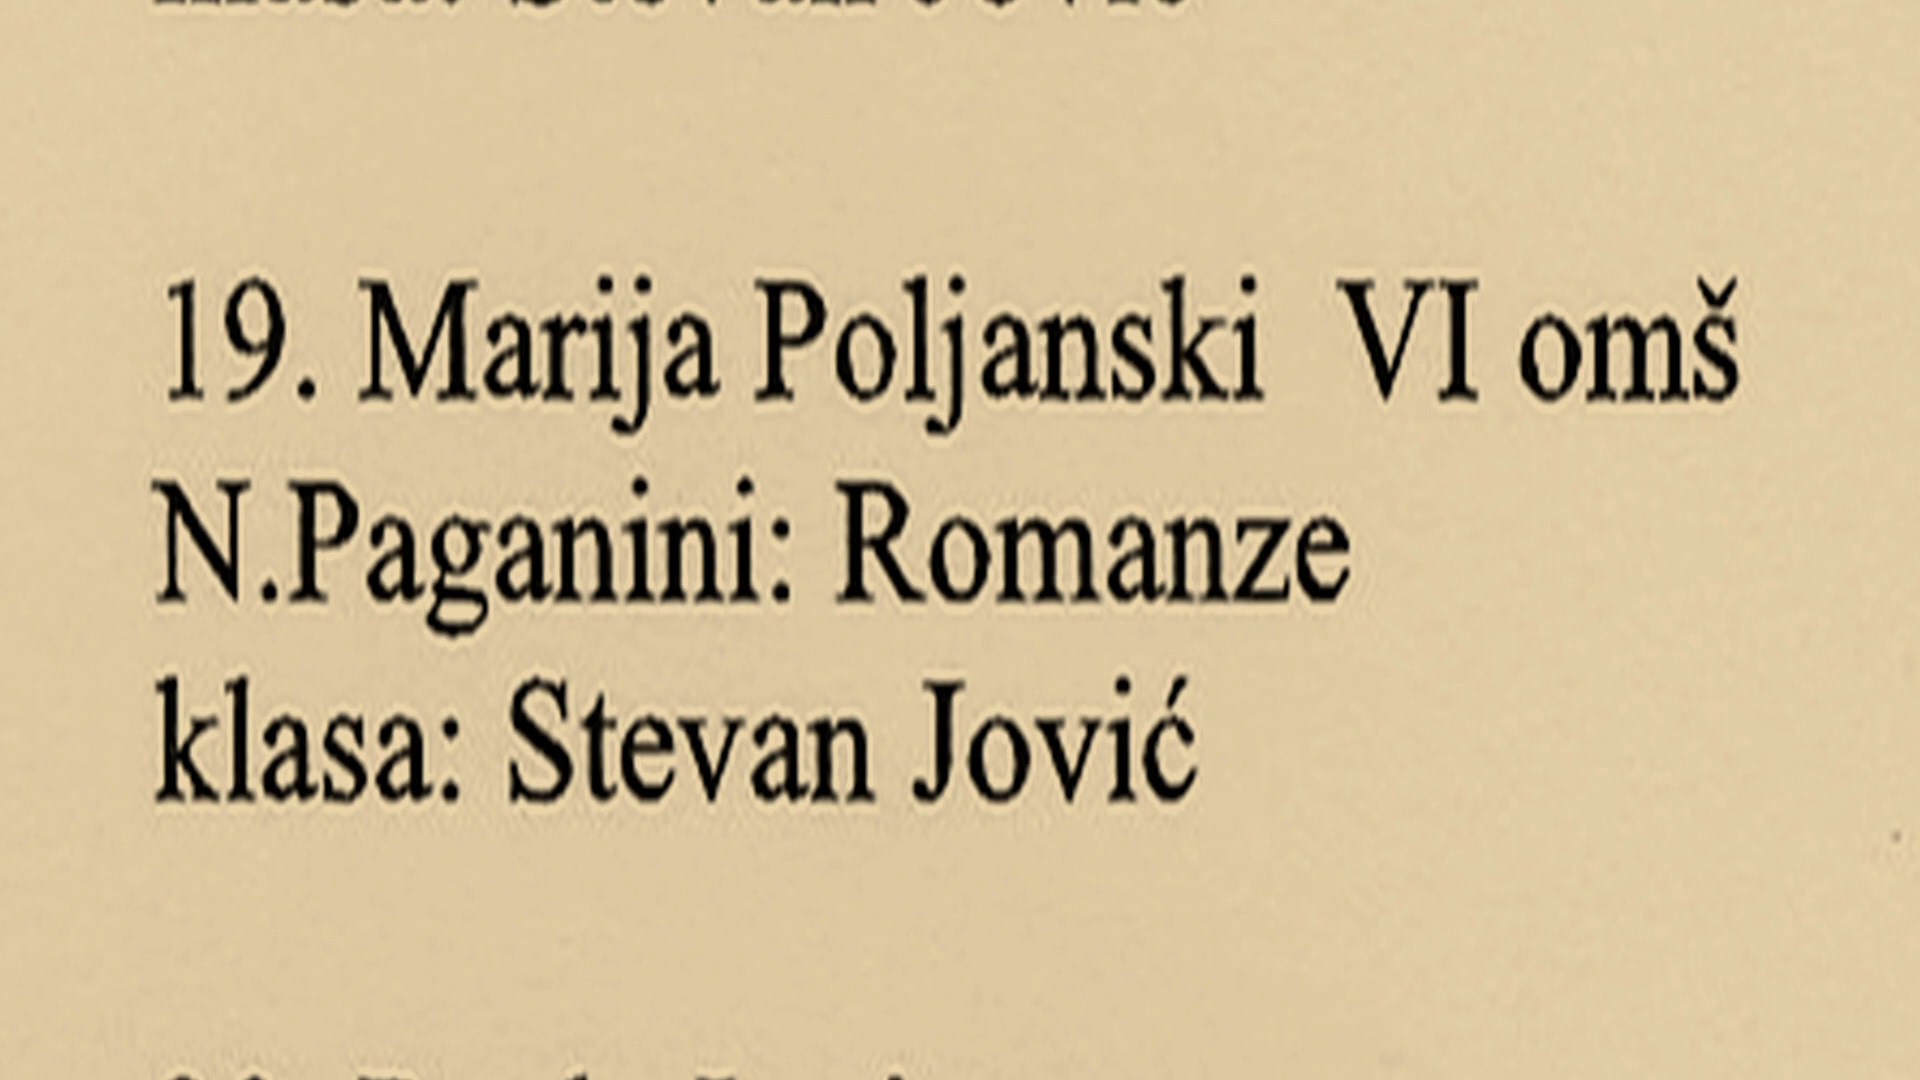 19. Marija Poljanski  VI omš
N.Paganini: Romanze
klasa: Stevan Jović